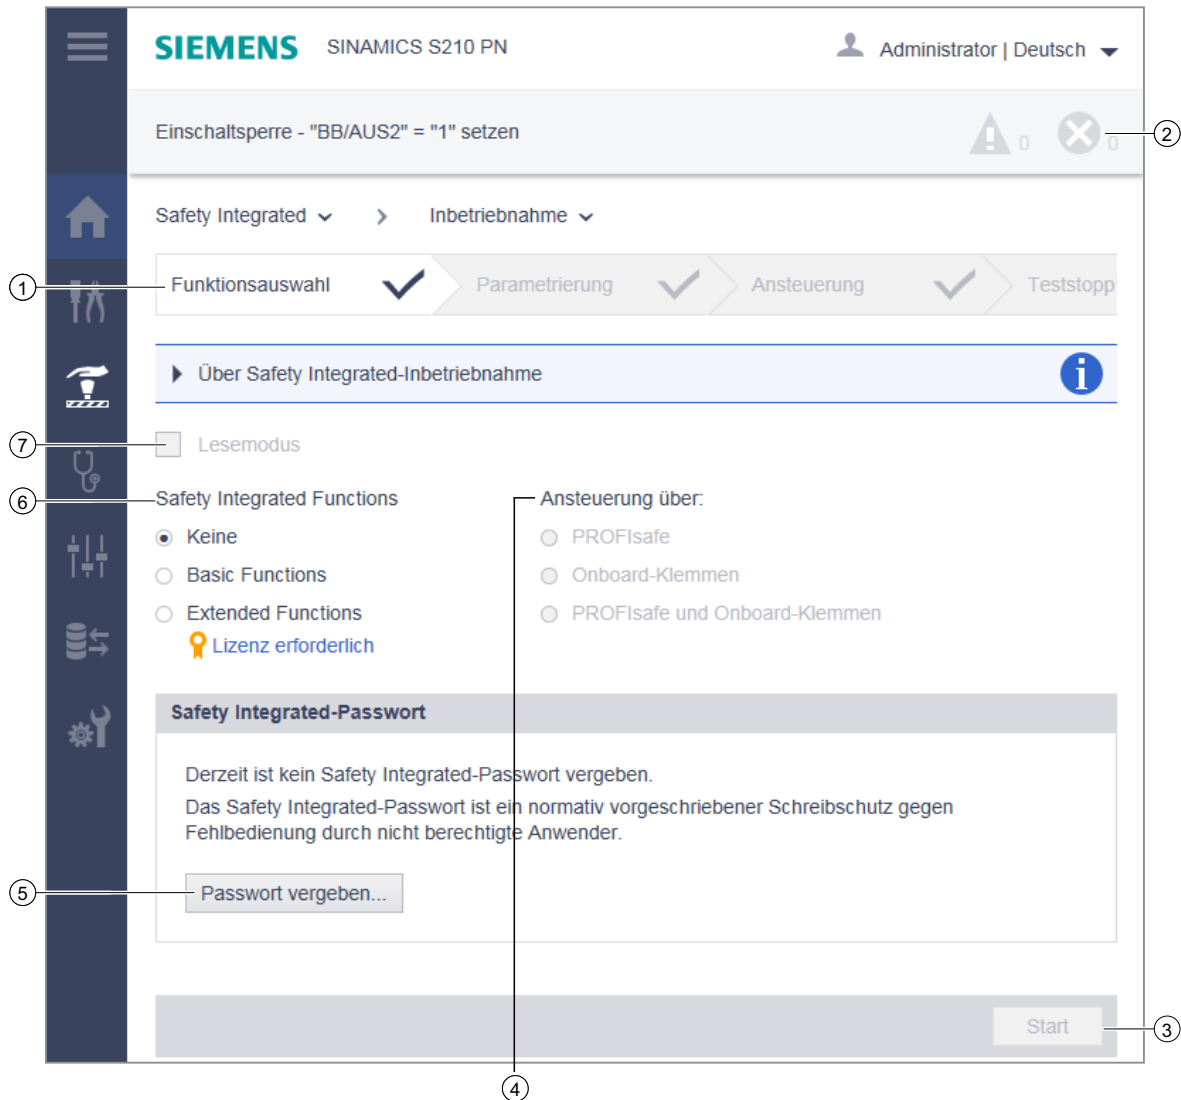 SIEMENS SINAMICS S210 PN Administrator | Deutsch
Einschaltsperre - "BB/AUS2" = "1" setzen 0 0 2
Safety Integrated > Inbetriebnahme
1 Funktionsauswahl Parametrierung Ansteuerung Teststopp
Über Safety Integrated-Inbetriebnahme i
7 Lesemodus
6 Safety Integrated Functions Ansteuerung über:
Keine PROFIsafe
Basic Functions Onboard-Klemmen
Extended Functions PROFIsafe und Onboard-Klemmen
Lizenz erforderlich
Safety Integrated-Passwort
Derzeit ist kein Safety Integrated-Passwort vergeben.
Das Safety Integrated-Passwort ist ein normativ vorgeschriebener Schreibschutz gegen
Fehlbedienung durch nicht berechtigte Anwender.
5 Passwort vergeben...
Start 3
4